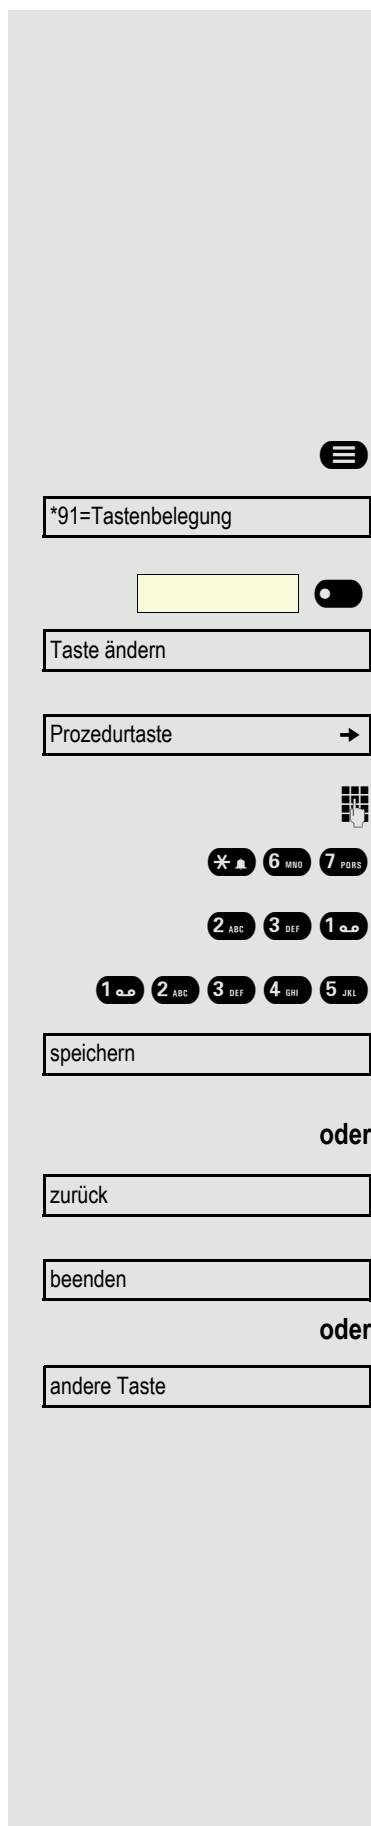 *91=Tastenbelegung
Taste ändern
Prozedurtaste
6 MNO 7 PQRS
2 ABC 3 DEF 1
1 2 ABC 3 DEF 4 GHI 5 JKL
speichern
oder
zurück
beenden
oder
andere Taste